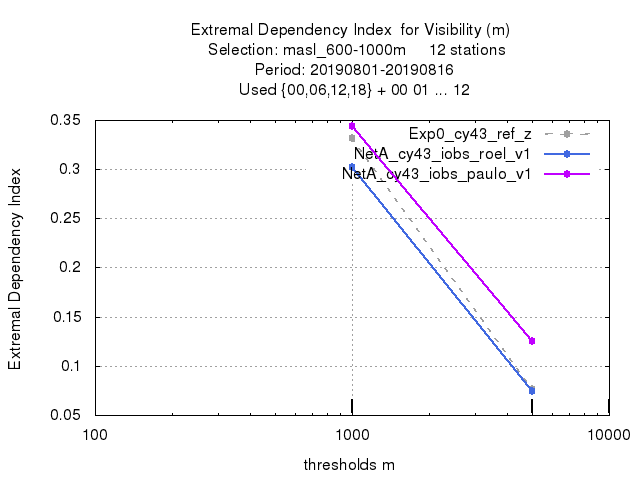 Extremal Dependency Index  for Visibility (m)
Selection: masl_600-1000m     12 stations
Period: 20190801-20190816
Used {00,06,12,18} + 00 01 ... 12
Extremal Dependency Index
0.35
0.3
0.25
0.2
0.15
0.1
0.05
Exp0_cy43_ref_z
NetA_cy43_iobs_roel_v1
NetA_cy43_iobs_paulo_v1
100
1000
10000
thresholds m